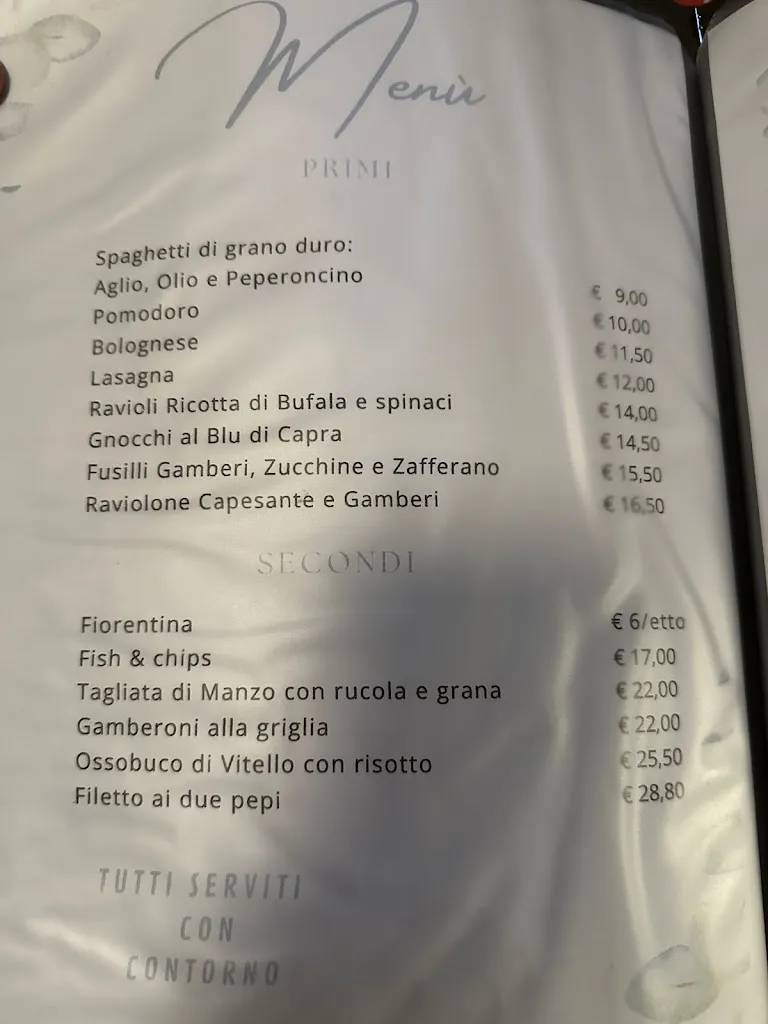 Menù
PRIMI
Spaghetti di grano duro:
Aglio, Olio e Peperoncino € 9,00
Pomodoro € 10,00
Bolognese € 11,50
Lasagna € 12,00
Ravioli Ricotta di Bufala e spinaci € 14,00
Gnocchi al Blu di Capra € 14,50
Fusilli Gamberi, Zucchine e Zafferano € 15,50
Raviolone Capesante e Gamberi € 16,50
SECONDI
Fiorentina € 6/etto
Fish & chips € 17,00
Tagliata di Manzo con rucola e grana € 22,00
Gamberoni alla griglia € 22,00
Ossobuco di Vitello con risotto € 25,50
Filetto ai due pepi € 28,80
TUTTI SERVITI
CON
CONTORNO